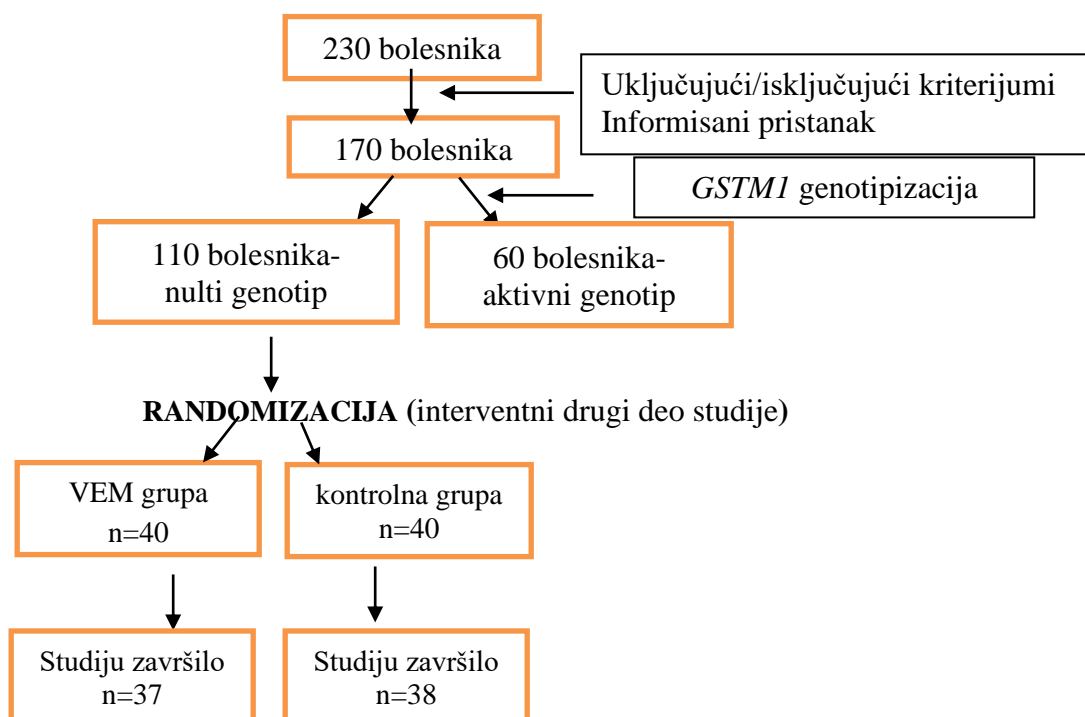 230 bolesnika
Uključujući/isključujući kriterijumi
Informisani pristanak
170 bolesnika
GSTM1 genotipizacija
110 bolesnika-
nulti genotip
60 bolesnika-
aktivni genotip
RANDOMIZACIJA (interventni drugi deo studije)
VEM grupa
n=40
kontrolna grupa
n=40
Studiju završilo
n=37
Studiju završilo
n=38